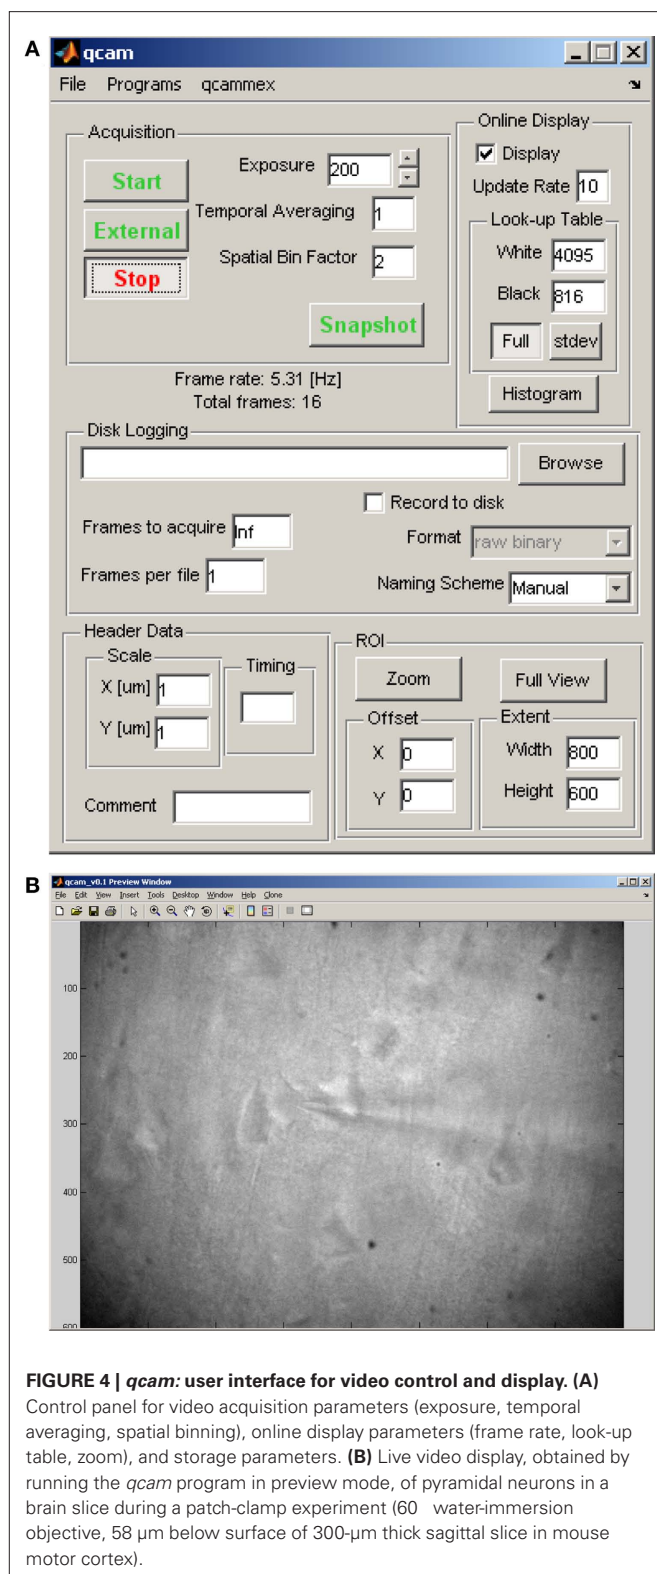 A
qcam
File Programs qcammex
Acquisition
Start
External
Stop
Exposure 200
Temporal Averaging 1
Spatial Bin Factor 2
Snapshot
Frame rate: 5.31 [Hz]
Total frames: 16
Online Display
Display
Update Rate 10
Look-up Table
White 4095
Black 816
Full stdev
Histogram
Disk Logging
Browse
Record to disk
Frames to acquire Inf
Format raw binary
Frames per file 1
Naming Scheme Manual
Header Data
Scale
X [um] 1
Y [um] 1
Timing
Comment
ROI
Zoom Full View
Offset
X 0
Y 0
Extent
Width 800
Height 600
B
qcam_v0.1 Preview Window
File Edit View Insert Tools Desktop Window Help Clone
100
200
300
400
500
600
FIGURE 4 | qcam: user interface for video control and display. (A)
Control panel for video acquisition parameters (exposure, temporal
averaging, spatial binning), online display parameters (frame rate, look-up
table, zoom), and storage parameters. (B) Live video display, obtained by
running the qcam program in preview mode, of pyramidal neurons in a
brain slice during a patch-clamp experiment (60 water-immersion
objective, 58 µm below surface of 300-µm thick sagittal slice in mouse
motor cortex).